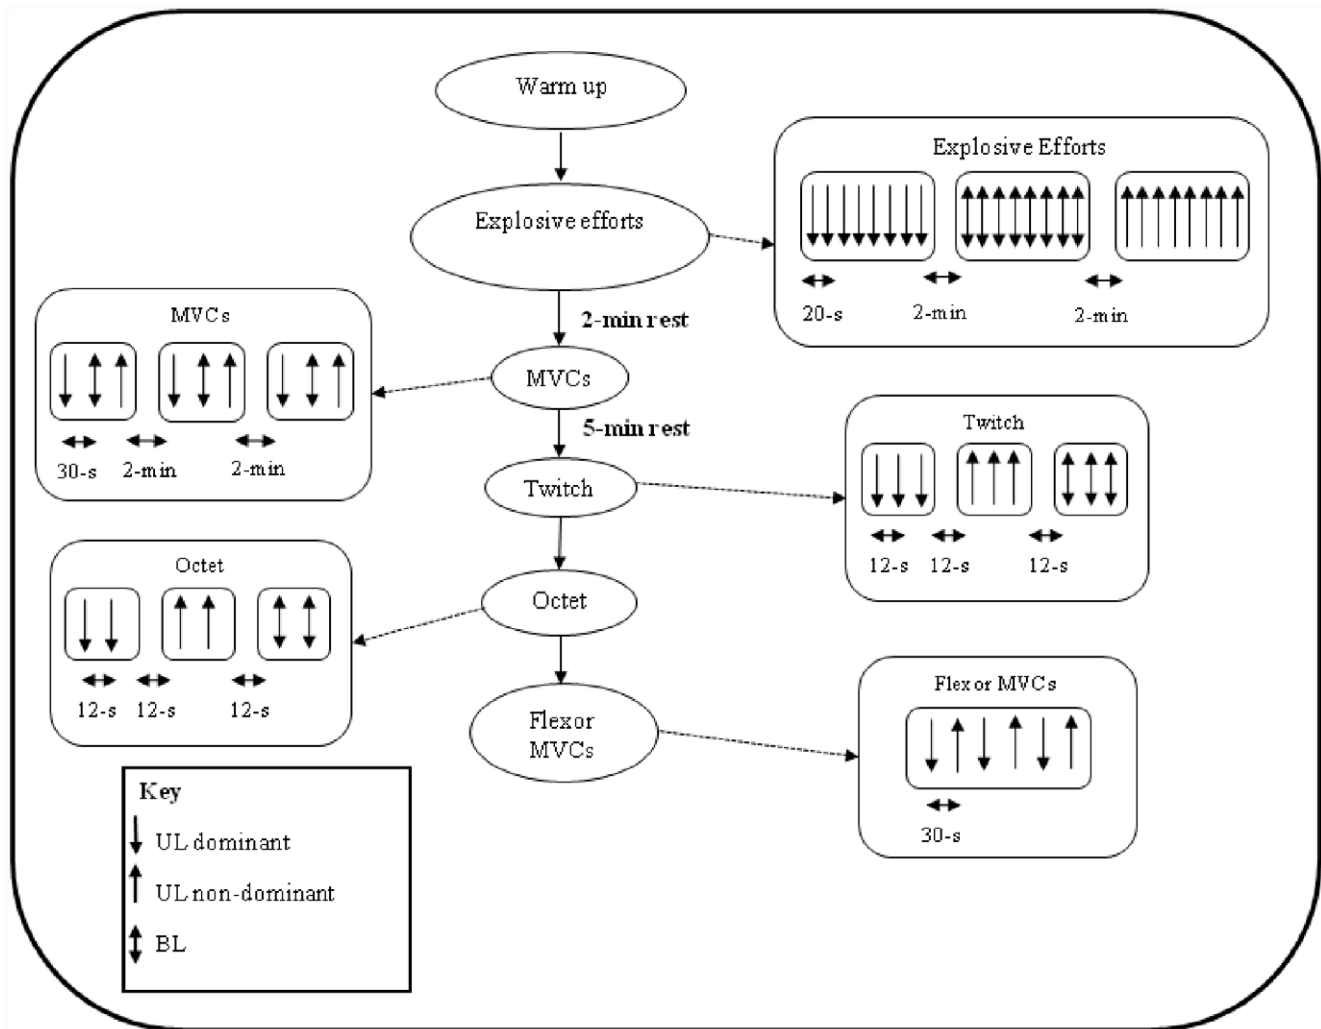 Warm up
Explosive efforts
2-min rest
MVCs
5-min rest
Twitch
Octet
Flexor
MVCs
Explosive Efforts
20-s
2-min
2-min
MVCs
30-s
2-min
2-min
Twitch
12-s
12-s
12-s
Octet
12-s
12-s
12-s
Flexor MVCs
30-s
Key
UL dominant
UL non-dominant
BL